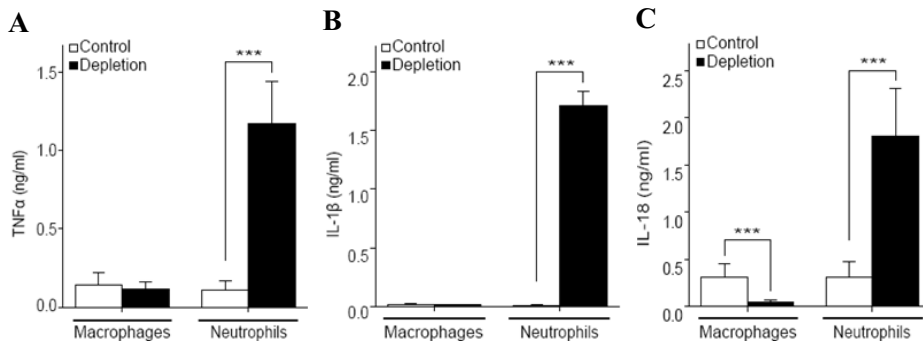 A
TNFα (ng/ml)
1.5
1.0
0.5
0.0
Control
Depletion
***
Macrophages
Neutrophils
B
IL-1β (ng/ml)
2.0
1.5
1.0
0.5
0.0
Control
Depletion
***
Macrophages
Neutrophils
C
IL-18 (ng/ml)
2.5
2.0
1.5
1.0
0.5
0.0
Control
Depletion
***
***
Macrophages
Neutrophils